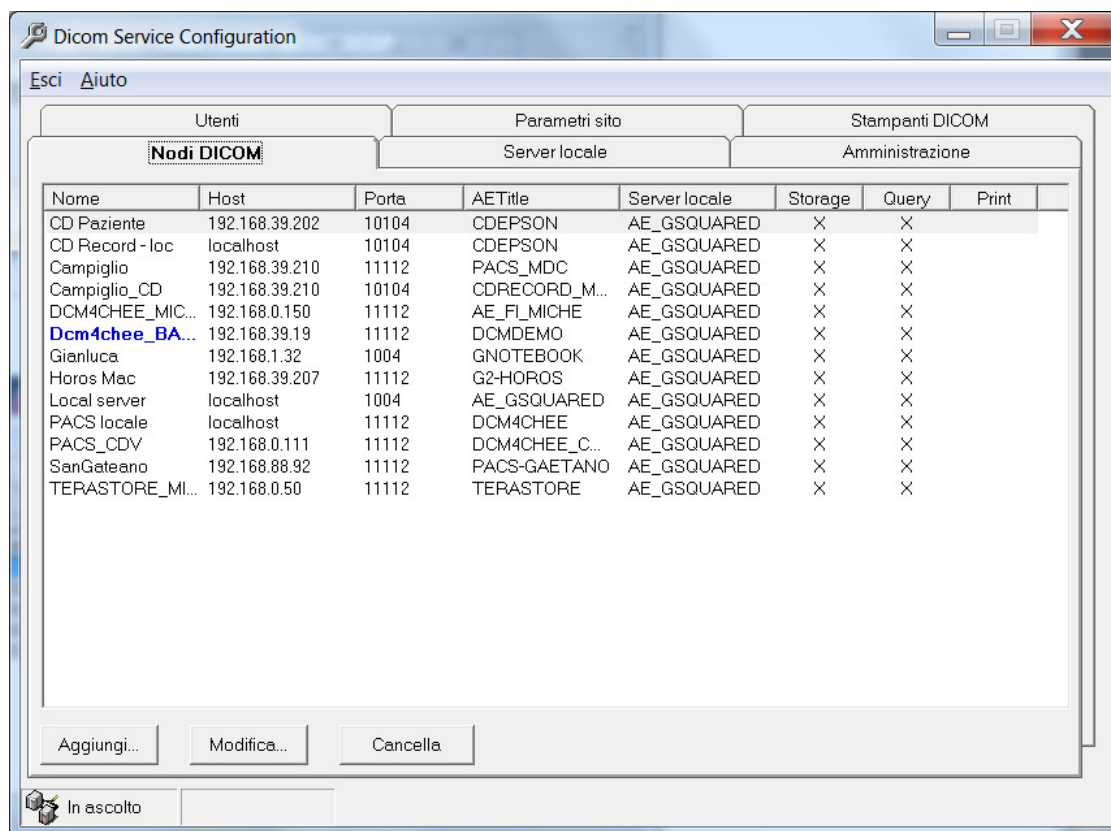 Dicom Service Configuration
Esci Aiuto
Utenti Parametri sito Stampanti DICOM
Nodi DICOM Server locale Amministrazione
Nome Host Porta AETitle Server locale Storage Query Print
CD Paziente 192.168.39.202 10104 CDEPSON AE_GSQUARED X X
CD Record - loc localhost 10104 CDEPSON AE_GSQUARED X X
Campiglio 192.168.39.210 11112 PACS_MDC AE_GSQUARED X X
Campiglio_CD 192.168.39.210 10104 CDRECORD_M... AE_GSQUARED X X
DCM4CHEE_MIC... 192.168.0.150 11112 AE_FI_MICHE AE_GSQUARED X X
Dcm4chee_BA... 192.168.39.19 11112 DCMDEMO AE_GSQUARED X X
Gianluca 192.168.1.32 1004 GNOTEBOOK AE_GSQUARED X X
Horos Mac 192.168.39.207 11112 G2-HOROS AE_GSQUARED X X
Local server localhost 1004 AE_GSQUARED AE_GSQUARED X X
PACS locale localhost 11112 DCM4CHEE AE_GSQUARED X X
PACS_CDV 192.168.0.111 11112 DCM4CHEE_C... AE_GSQUARED X X
SanGateano 192.168.88.92 11112 PACS-GAETANO AE_GSQUARED X X
TERASTORE_MI... 192.168.0.50 11112 TERASTORE AE_GSQUARED X X
Aggiungi... Modifica... Cancella
In ascolto